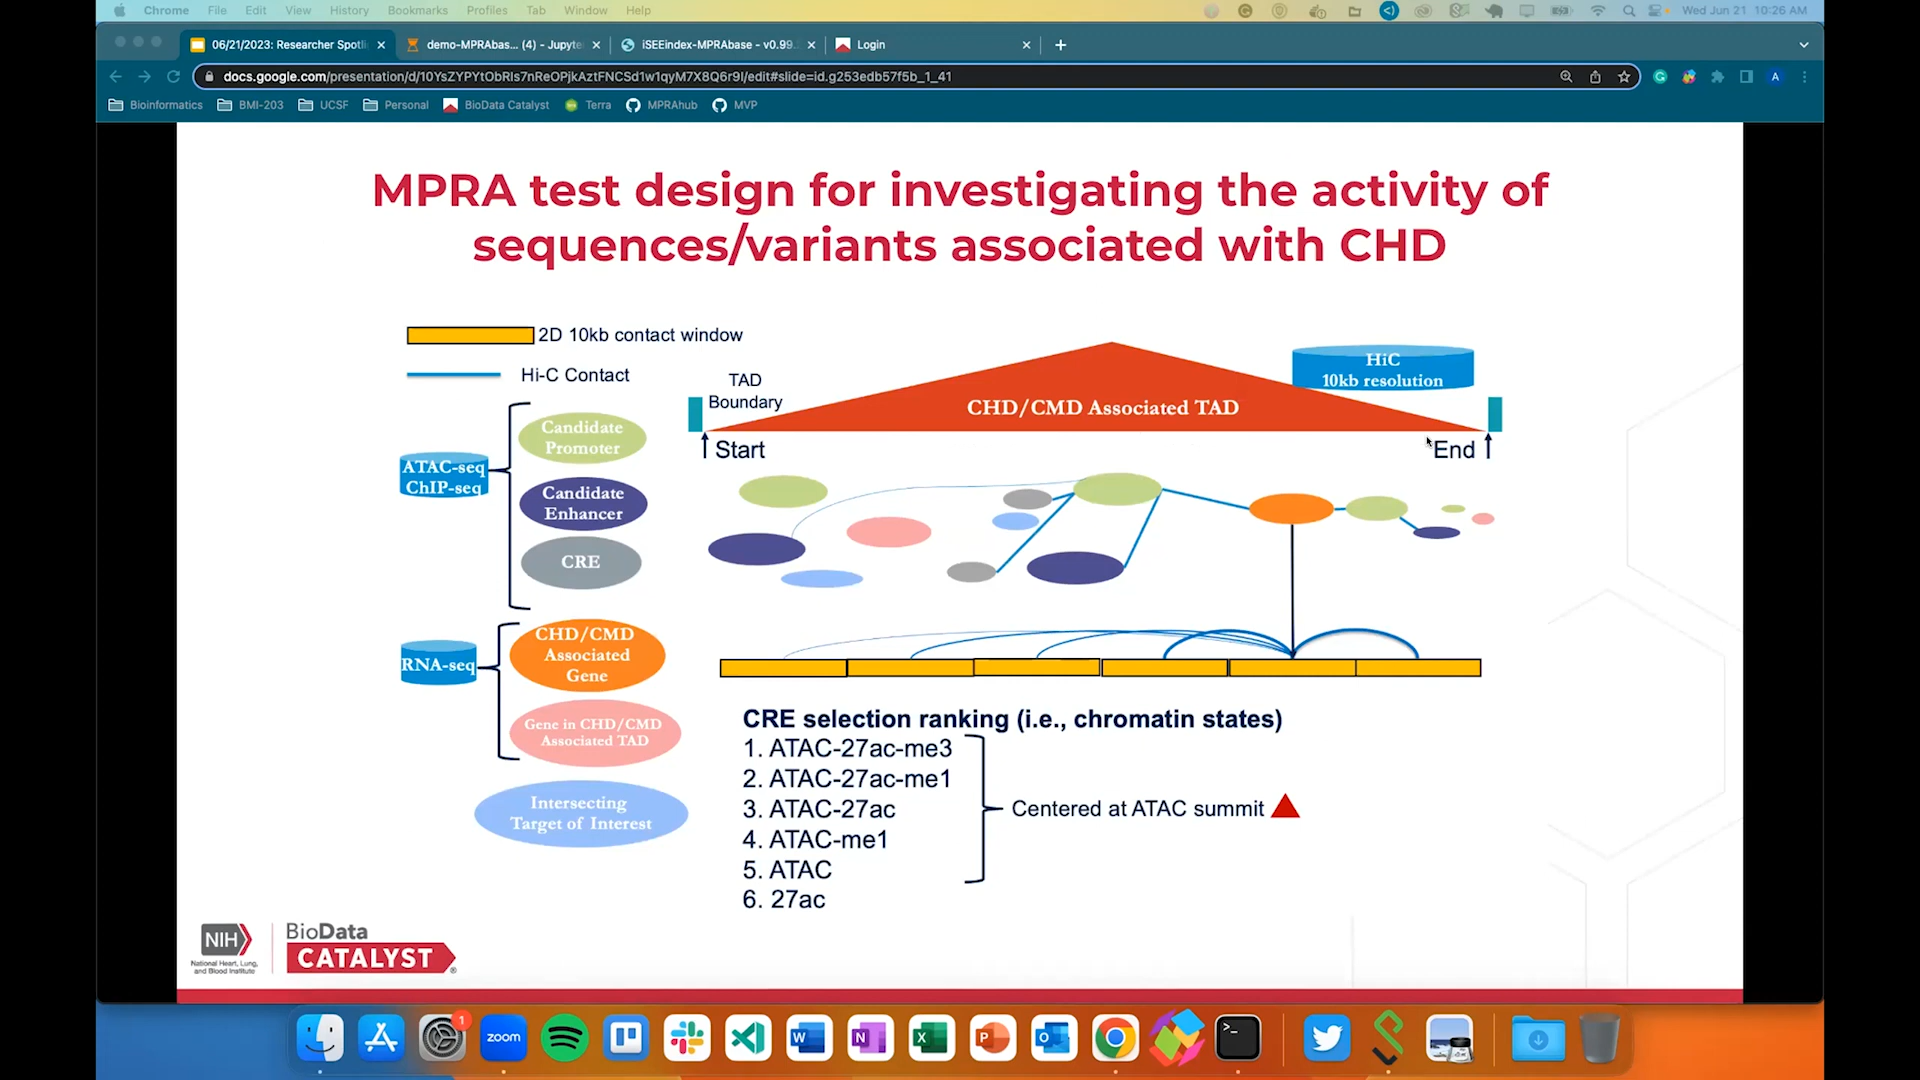 Chrome File Edit View History Bookmarks Profiles Tab Window Help
Wed Jun 21 10:26 AM
06/21/2023: Researcher Spotli
demo-MPRAbas... (4) - Jupyte
iSEEindex-MPRAbase - v0.99.
Login
docs.google.com/presentation/d/10YsZYPYtObRIs7nReOPjkAztFNCSd1w1qyM7X8Q6r9I/edit#slide=id.g253edb57f5b_1_41
Bioinformatics BMI-203 UCSF Personal BioData Catalyst Terra MPRAhub MVP
MPRA test design for investigating the activity of
sequences/variants associated with CHD
2D 10kb contact window
Hi-C Contact
ATAC-seq
ChIP-seq
Candidate
Promoter
Candidate
Enhancer
CRE
RNA-seq
CHD/CMD
Associated
Gene
Gene in CHD/CMD
Associated TAD
Intersecting
Target of Interest
TAD
Boundary
CHD/CMD Associated TAD
HiC
10kb resolution
Start
End
CRE selection ranking (i.e., chromatin states)
1. ATAC-27ac-me3
2. ATAC-27ac-me1
3. ATAC-27ac
4. ATAC-me1
5. ATAC
6. 27ac
Centered at ATAC summit
NIH
National Heart, Lung,
and Blood Institute
BioData
CATALYST
1
zoom